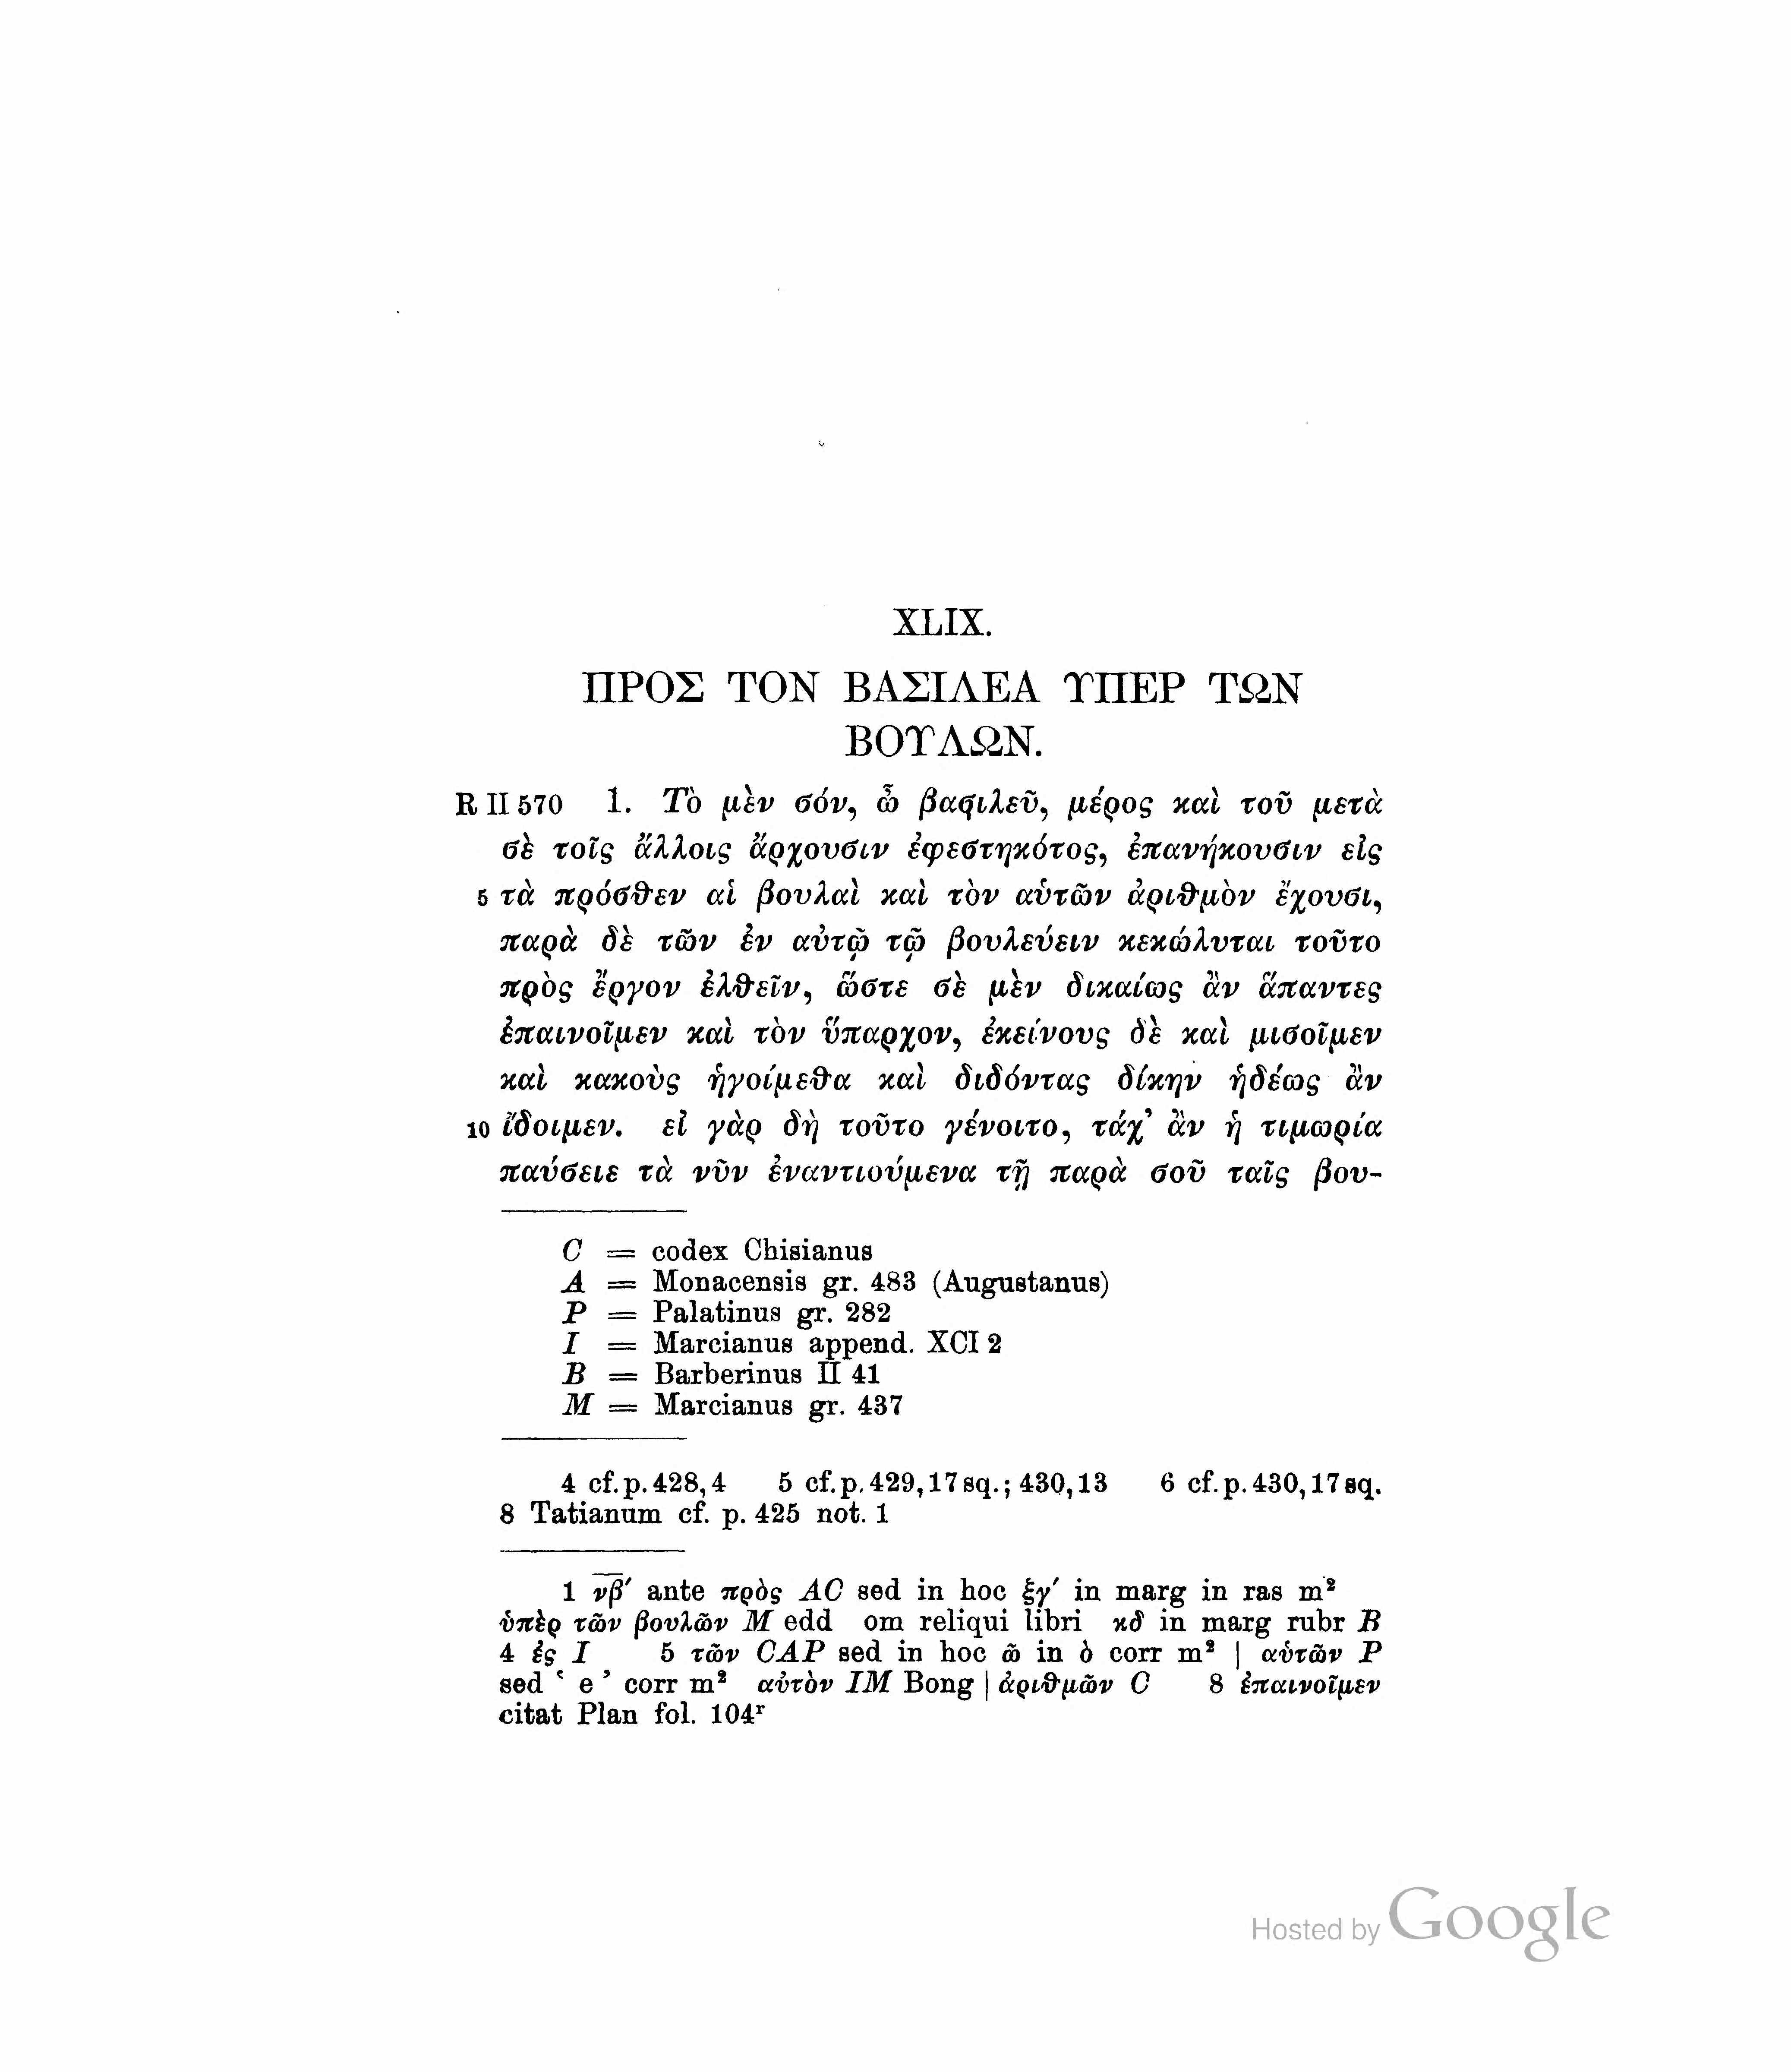 XLIX.
ΠΡΟΣ ΤΟΝ ΒΑΣΙΛΕΑ ΥΠΕΡ ΤΩΝ
ΒΟΥΛΩΝ.
R II 570 1. Τὸ μὲν σόν, ὦ βασιλεῦ, μέρος καὶ τοῦ μετὰ
σὲ τοῖς ἄλλοις ἄρχουσιν ἐφεστηκότος, ἐπανήκουσιν εἰς
5 τὰ πρόσθεν αἱ βουλαὶ καὶ τὸν αὑτῶν ἀριθμὸν ἔχουσι,
παρὰ δὲ τῶν ἐν αὐτῷ τῷ βουλεύειν κεκώλυται τοῦτο
πρὸς ἔργον ἐλθεῖν, ὥστε σὲ μὲν δικαίως ἂν ἅπαντες
ἐπαινοῖμεν καὶ τὸν ὕπαρχον, ἐκείνους δὲ καὶ μισοῖμεν
καὶ κακοὺς ἡγοίμεθα καὶ διδόντας δίκην ἡδέως ἂν
10 ἴδοιμεν. εἰ γὰρ δὴ τοῦτο γένοιτο, τάχ’ ἂν ἡ τιμωρία
παύσειε τὰ νῦν ἐναντιούμενα τῇ παρὰ σοῦ ταῖς βου-
C = codex Chisianus
A = Monacensis gr. 483 (Augustanus)
P = Palatinus gr. 282
I = Marcianus append. XCI 2
B = Barberinus II 41
M = Marcianus gr. 437
4 cf. p. 428, 4 5 cf. p. 429, 17 sq.; 430, 13 6 cf. p. 430, 17 sq.
8 Tatianum cf. p. 425 not. 1
1 ν̅β̅′ ante πρὸς AC sed in hoc ξγ′ in marg in ras m²
ὑπὲρ τῶν βουλῶν M edd om reliqui libri κδ in marg rubr B
4 ἐς I 5 τῶν CAP sed in hoc ῶ in ὸ corr m² | αὑτῶν P
sed ‘ e ’ corr m² αὐτὸν IM Bong | ἀριθμῶν C 8 ἐπαινοῖμεν
citat Plan fol. 104ʳ
Hosted by Google